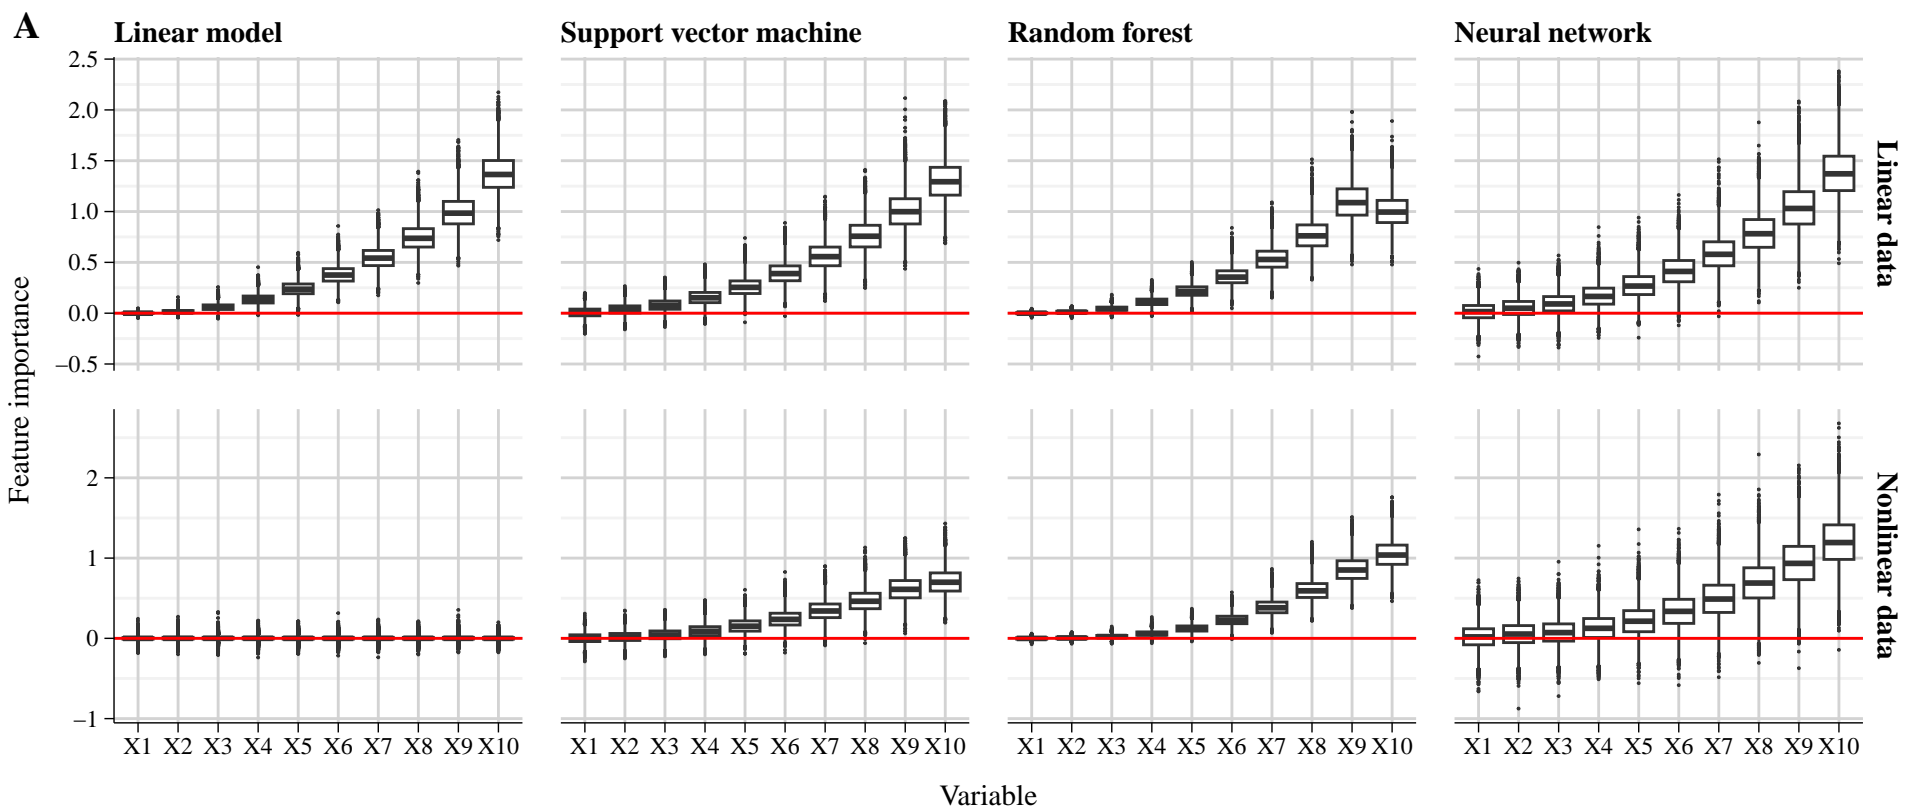 A
Linear model
Support vector machine
Random forest
Neural network
2.5
2.0
1.5
1.0
0.5
0.0
–0.5
Linear data
Feature importance
2
1
0
–1
Nonlinear data
X1 X2 X3 X4 X5 X6 X7 X8 X9 X10
X1 X2 X3 X4 X5 X6 X7 X8 X9 X10
X1 X2 X3 X4 X5 X6 X7 X8 X9 X10
X1 X2 X3 X4 X5 X6 X7 X8 X9 X10
Variable